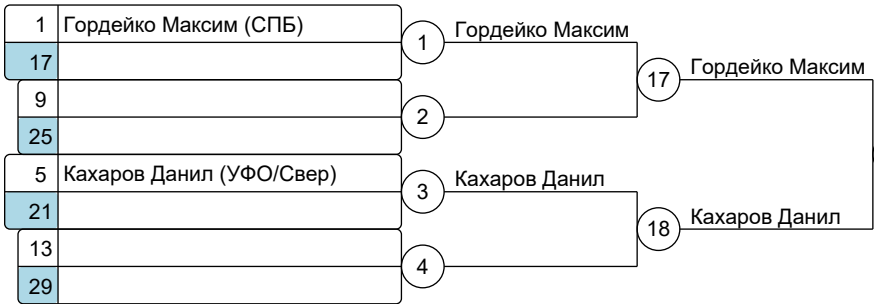 1 Гордейко Максим (СПБ)
17
1 Гордейко Максим
9
25
2
17 Гордейко Максим
5 Кахаров Данил (УФО/Свер)
21
3 Кахаров Данил
13
29
4
18 Кахаров Данил